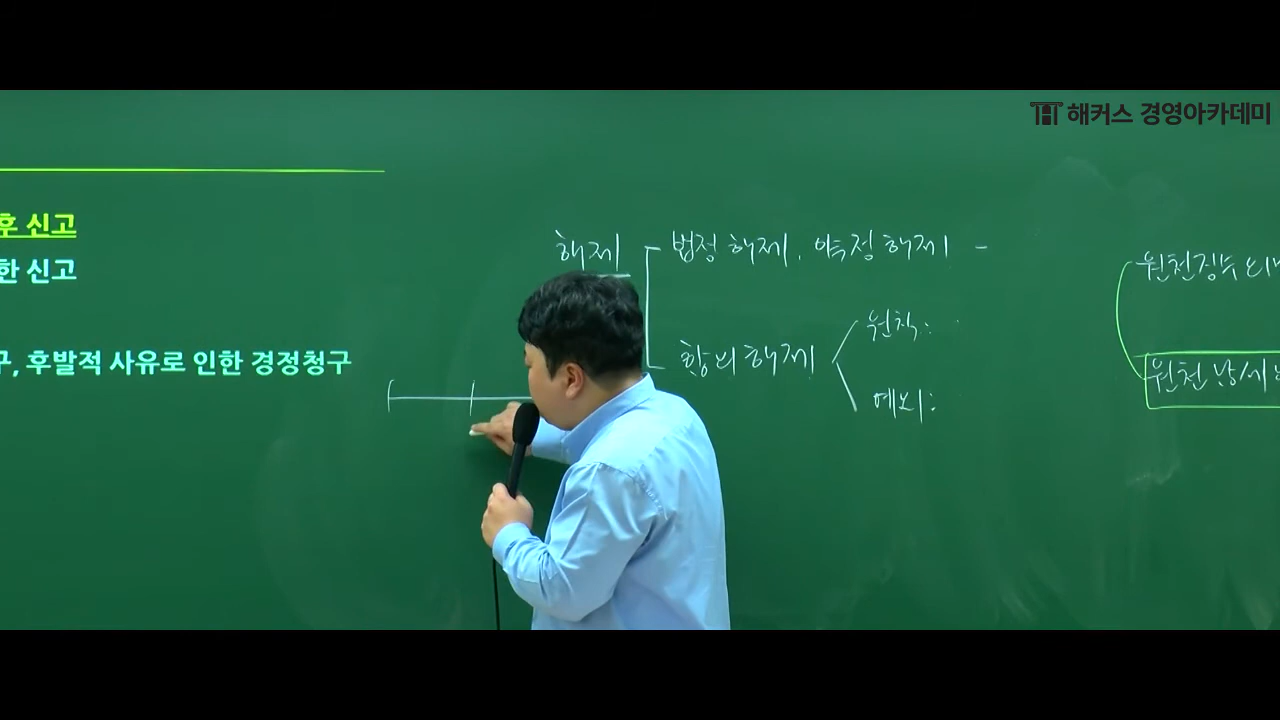 해커스 경영아카데미
후 신고
한 신고
구, 후발적 사유로 인한 경정청구
해제
법정해제, 약정해제 -
합의해제
원칙:
예외:
원천징수
원천납세